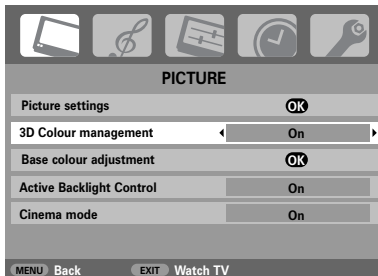 PICTURE
Picture settings OK
3D Colour management On
Base colour adjustment OK
Active Backlight Control On
Cinema mode On
MENU Back EXIT Watch TV